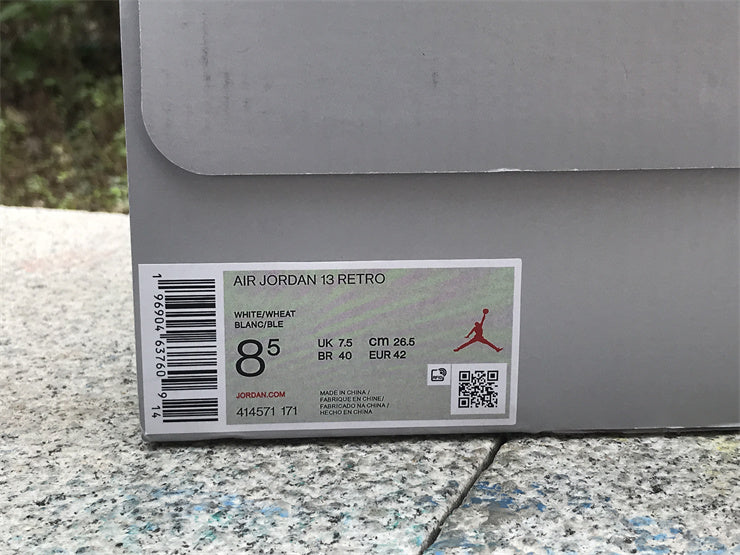 AIR JORDAN 13 RETRO
WHITE/WHEAT
BLANC/BLE
8⁵
UK 7.5 cm 26.5
BR 40 EUR 42
JORDAN.COM
414571 171
MADE IN CHINA /
FABRIQUE EN CHINE/
FABRICADO NA CHINA /
HECHO EN CHINA
1 96904 63760 9 14